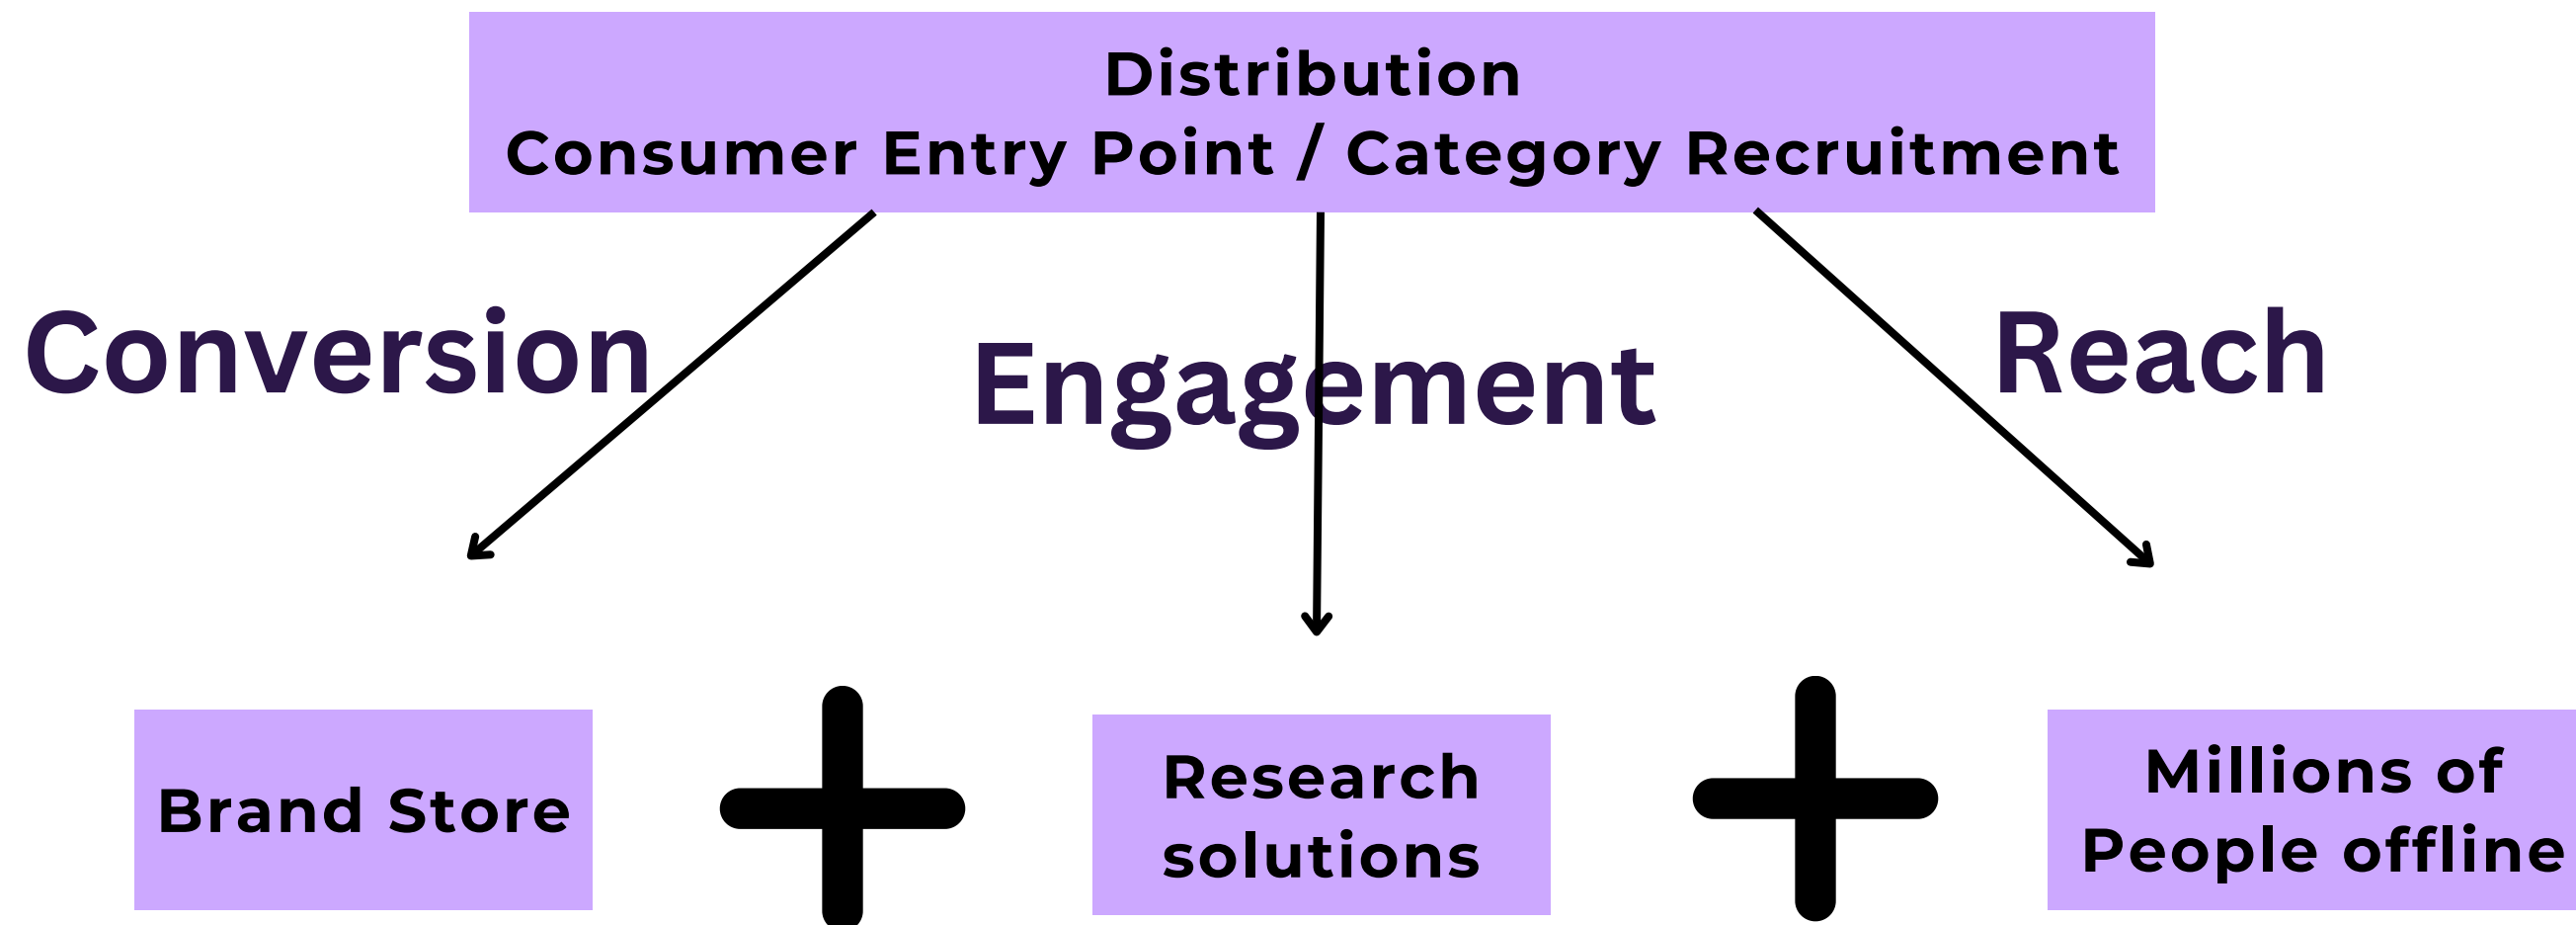 Distribution
Consumer Entry Point / Category Recruitment
Conversion
Engagement
Reach
Brand Store
Research
solutions
Millions of
People offline